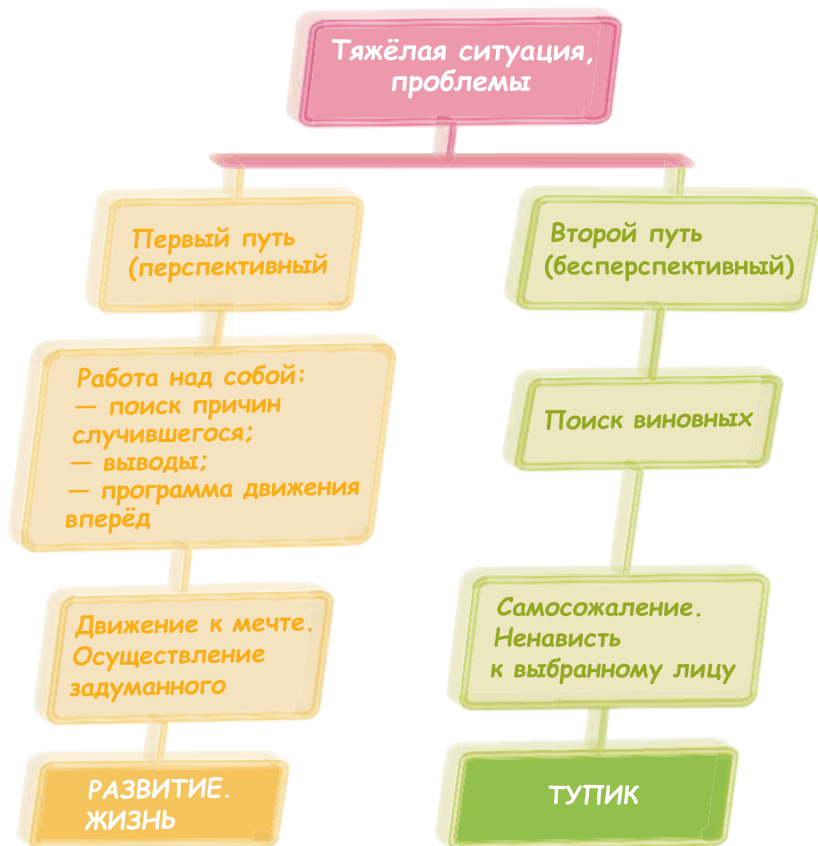 Тяжёлая ситуация,
проблемы
Первый путь
(перспективный
Работа над собой:
— поиск причин
случившегося;
— выводы;
— программа движения
вперёд
Движение к мечте.
Осуществление
задуманного
РАЗВИТИЕ.
ЖИЗНЬ
Второй путь
(бесперспективный)
Поиск виновных
Самосожаление.
Ненависть
к выбранному лицу
ТУПИК